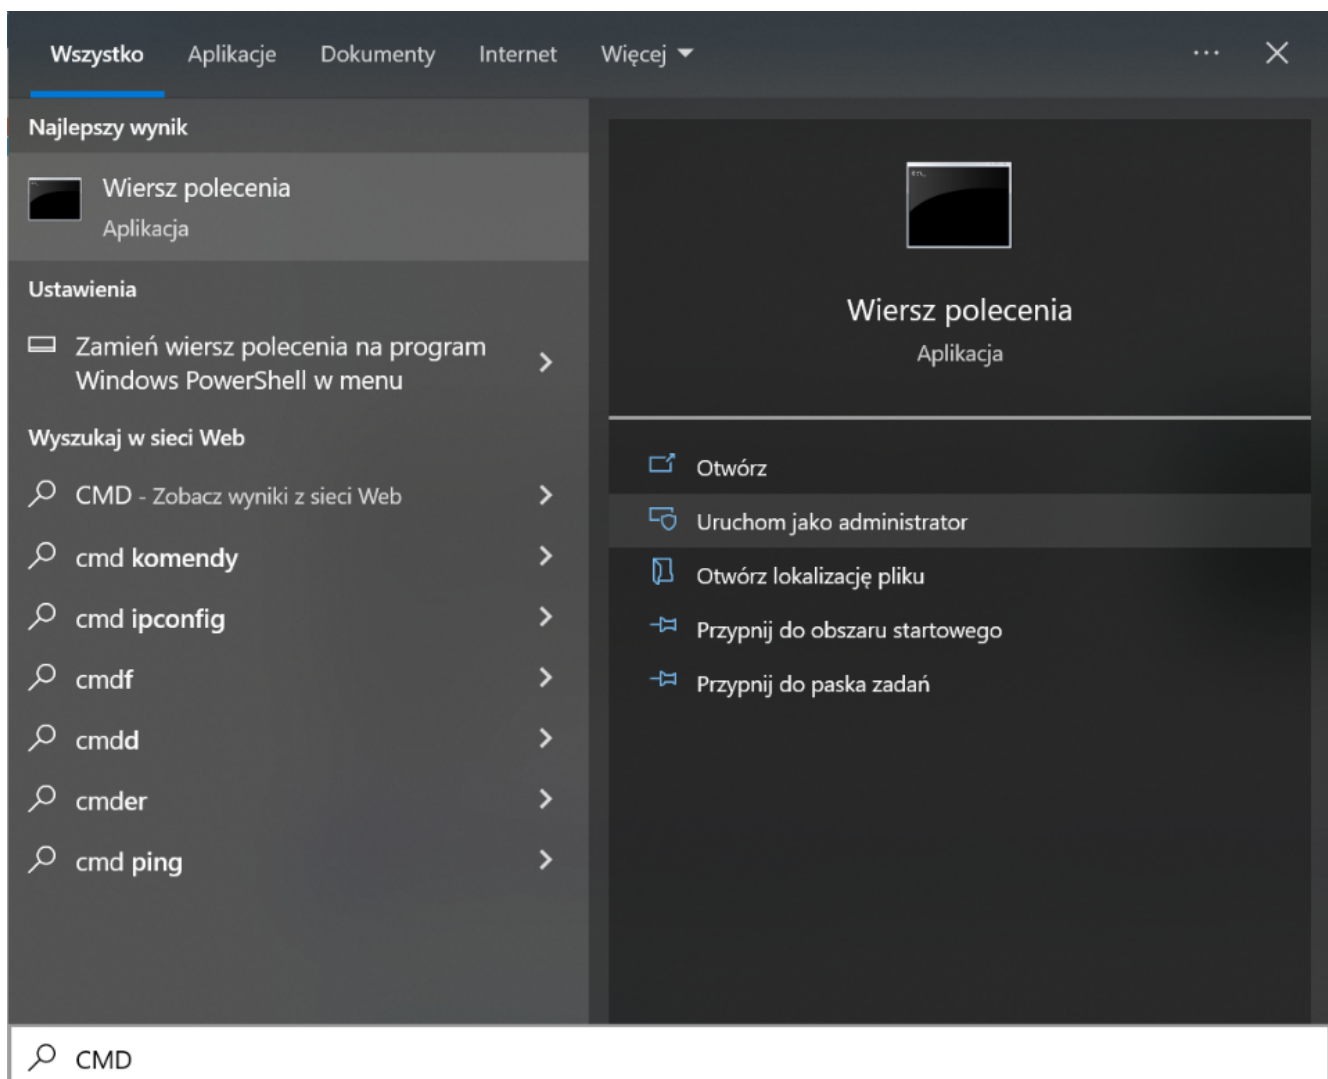 Wszystko Aplikacje Dokumenty Internet Więcej
Najlepszy wynik
Wiersz polecenia
Aplikacja
Ustawienia
Zamień wiersz polecenia na program
Windows PowerShell w menu
Wyszukaj w sieci Web
CMD - Zobacz wyniki z sieci Web
cmd komendy
cmd ipconfig
cmdf
cmdd
cmder
cmd ping
Wiersz polecenia
Aplikacja
Otwórz
Uruchom jako administrator
Otwórz lokalizację pliku
Przypnij do obszaru startowego
Przypnij do paska zadań
CMD